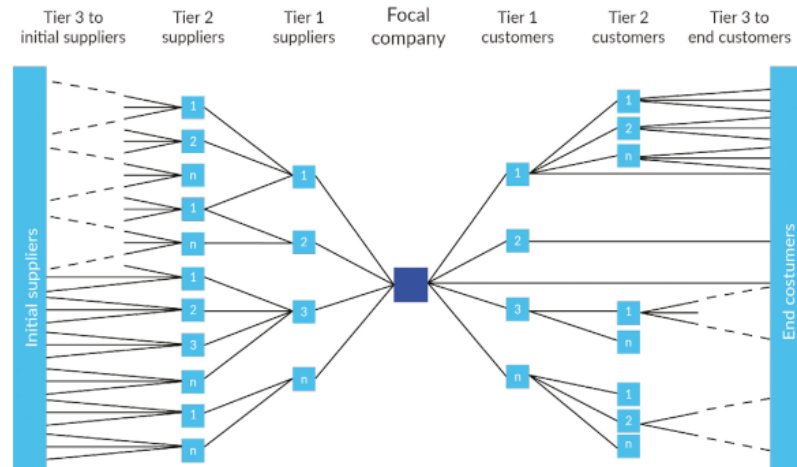 Tier 3 to
initial suppliers
Tier 2
suppliers
Tier 1
suppliers
Focal
company
Tier 1
customers
Tier 2
customers
Tier 3 to
end customers
Initial suppliers
1
2
n
1
n
1
2
3
n
1
n
1
2
3
n
1
2
3
n
1
2
n
1
n
1
2
n
End costumers